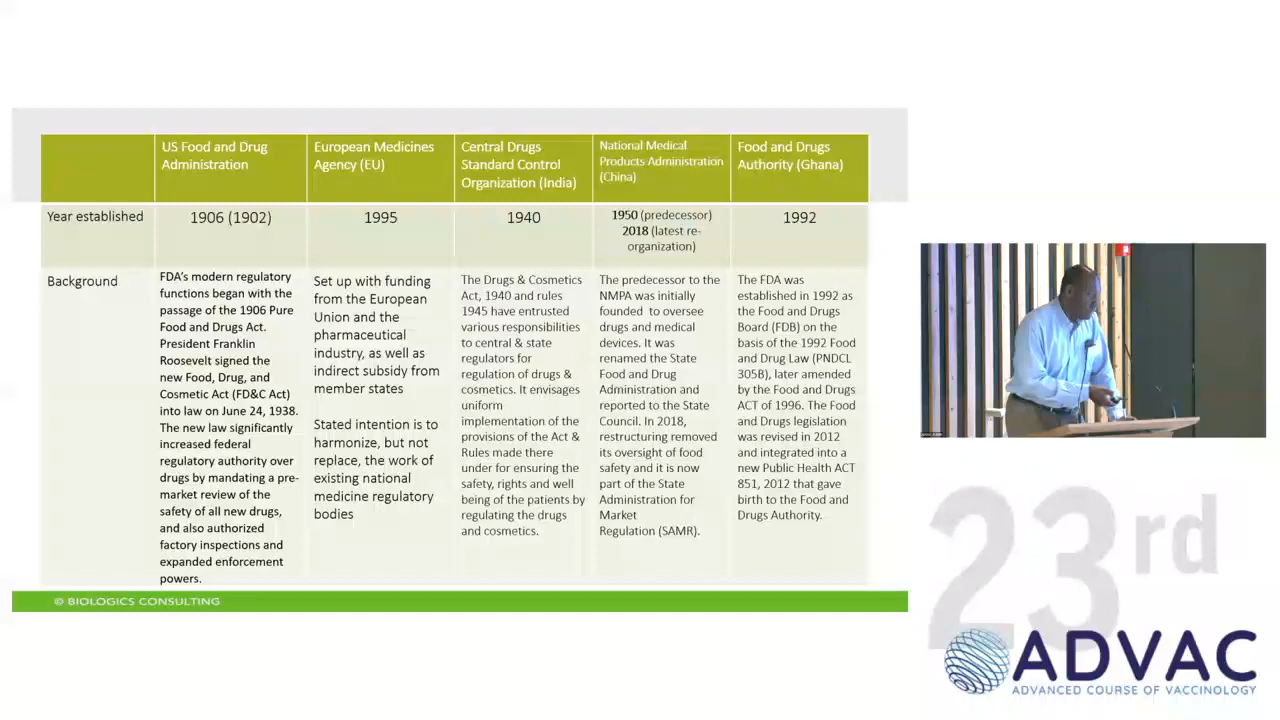 US Food and Drug
Administration
European Medicines
Agency (EU)
Central Drugs
Standard Control
Organization (India)
National Medical
Products Administration
(China)
Food and Drugs
Authority (Ghana)
Year established
1906 (1902)
1995
1940
1950 (predecessor)
2018 (latest re-
organization)
1992
Background
FDA's modern regulatory
functions began with the
passage of the 1906 Pure
Food and Drugs Act.
President Franklin
Roosevelt signed the
new Food, Drug, and
Cosmetic Act (FD&C Act)
into law on June 24, 1938.
The new law significantly
increased federal
regulatory authority over
drugs by mandating a pre-
market review of the
safety of all new drugs,
and also authorized
factory inspections and
expanded enforcement
powers.
Set up with funding
from the European
Union and the
pharmaceutical
industry, as well as
indirect subsidy from
member states
Stated intention is to
harmonize, but not
replace, the work of
existing national
medicine regulatory
bodies
The Drugs & Cosmetics
Act, 1940 and rules
1945 have entrusted
various responsibilities
to central & state
regulators for
regulation of drugs &
cosmetics. It envisages
uniform
implementation of the
provisions of the Act &
Rules made there
under for ensuring the
safety, rights and well
being of the patients by
regulating the drugs
and cosmetics.
The predecessor to the
NMPA was initially
founded to oversee
drugs and medical
devices. It was
renamed the State
Food and Drug
Administration and
reported to the State
Council. In 2018,
restructuring removed
its oversight of food
safety and it is now
part of the State
Administration for
Market
Regulation (SAMR).
The FDA was
established in 1992 as
the Food and Drugs
Board (FDB) on the
basis of the 1992 Food
and Drug Law (PNDCL
305B), later amended
by the Food and Drugs
ACT of 1996. The Food
and Drugs legislation
was revised in 2012
and integrated into a
new Public Health ACT
851, 2012 that gave
birth to the Food and
Drugs Authority.
© BIOLOGICS CONSULTING
23rd
ADVAC
ADVANCED COURSE OF VACCINOLOGY